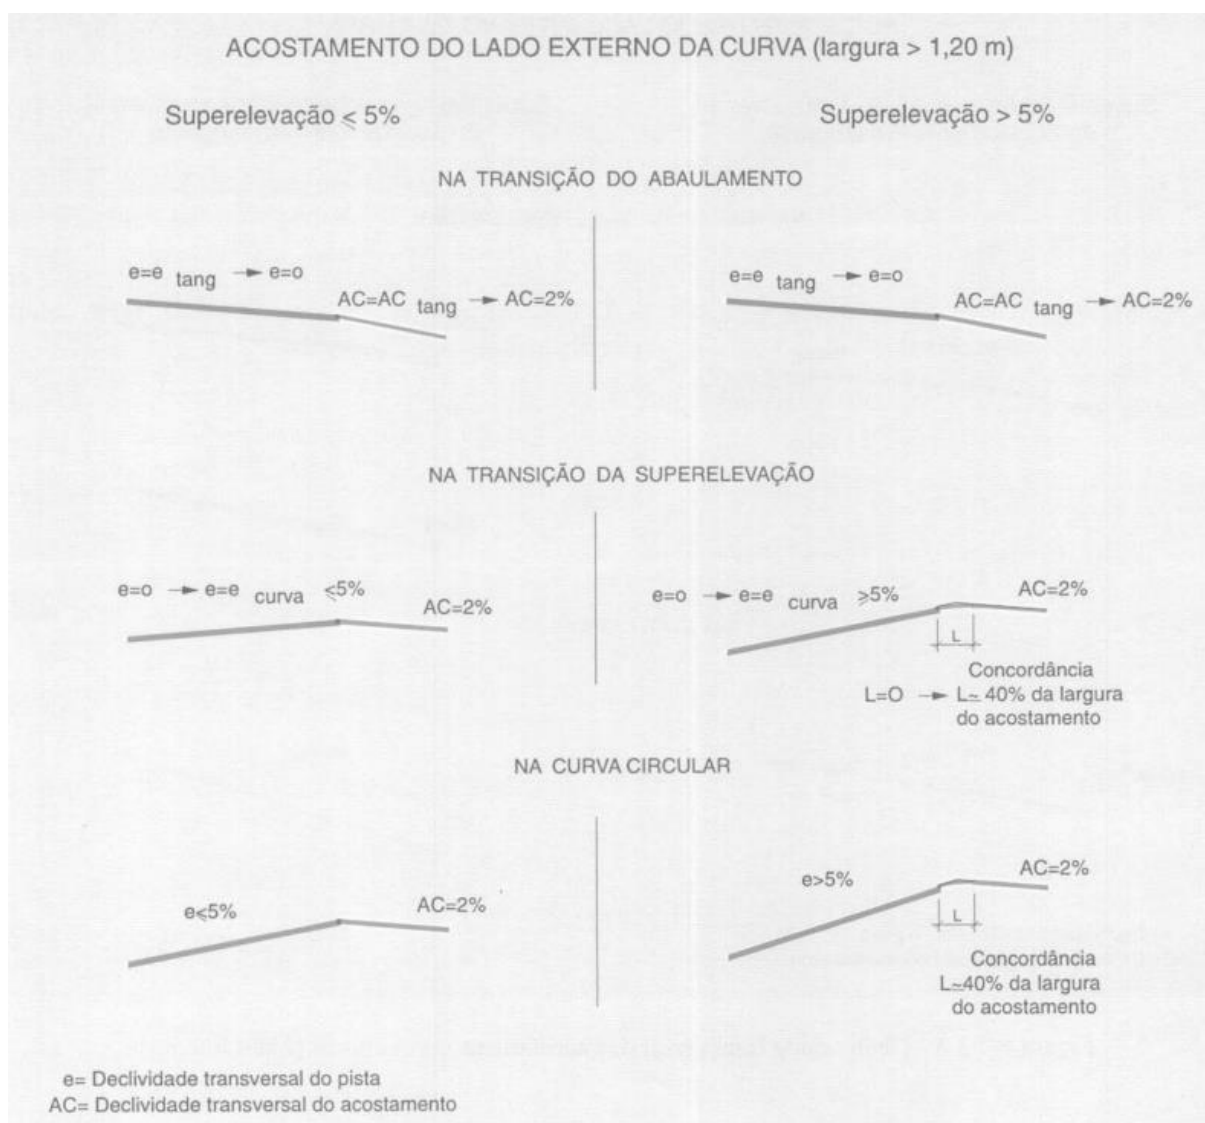 ACOSTAMENTO DO LADO EXTERNO DA CURVA (largura > 1,20 m)
Superelevação ⩽ 5%
Superelevação > 5%
NA TRANSIÇÃO DO ABAULAMENTO
e=e tang → e=o
AC=AC tang → AC=2%
e=e tang → e=o
AC=AC tang → AC=2%
NA TRANSIÇÃO DA SUPERELEVAÇÃO
e=o → e=e curva ⩽5%
AC=2%
e=o → e=e curva ⩾5%
AC=2%
L
Concordância
L=O → L≃ 40% da largura
do acostamento
NA CURVA CIRCULAR
e⩽5%
AC=2%
e>5%
AC=2%
L
Concordância
L≃40% da largura
do acostamento
e= Declividade transversal do pista
AC= Declividade transversal do acostamento